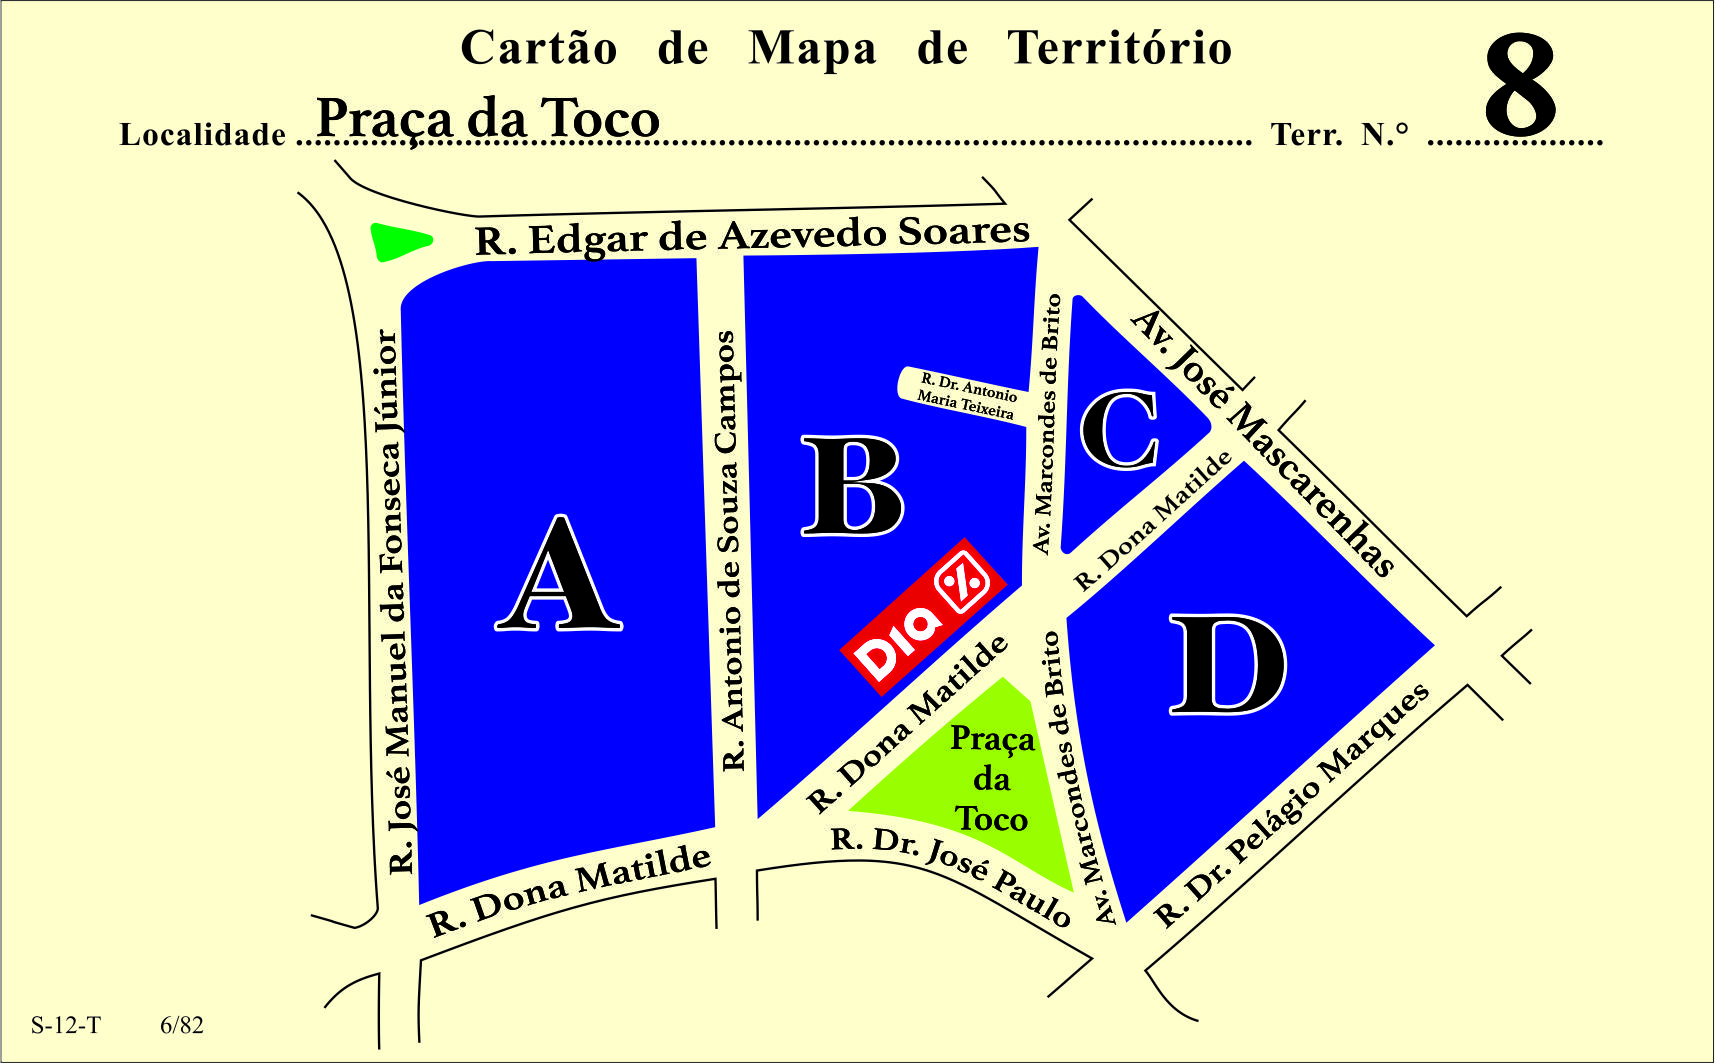 Cartão de Mapa de Território
Localidade Praça da Toco Terr. N.° 8
R. Edgar de Azevedo Soares
R. José Manuel da Fonseca Júnior
R. Antonio de Souza Campos
R. Dr. Antonio
Maria Teixeira
Av. Marcondes de Brito
Av. José Mascarenhas
A
B
C
D
DIA %
R. Dona Matilde
R. Dona Matilde
R. Dona Matilde
Praça
da
Toco
Av. Marcondes de Brito
R. Dr. José Paulo
R. Dr. Pelágio Marques
S-12-T 6/82